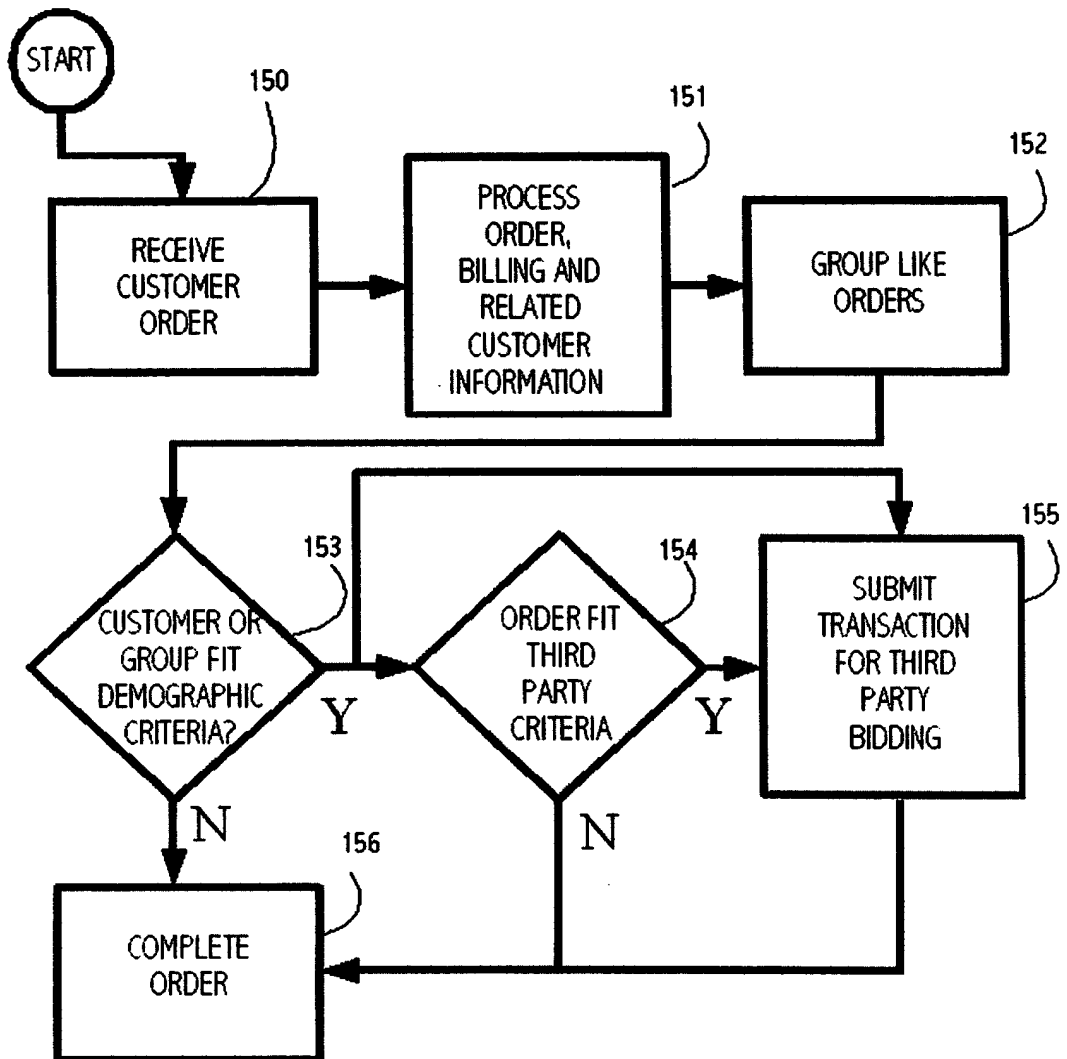 START
150
RECEIVE
CUSTOMER
ORDER
151
PROCESS
ORDER,
BILLING AND
RELATED
CUSTOMER
INFORMATION
152
GROUP LIKE
ORDERS
153
CUSTOMER OR
GROUP FIT
DEMOGRAPHIC
CRITERIA?
Y
N
154
ORDER FIT
THIRD
PARTY
CRITERIA
Y
N
155
SUBMIT
TRANSACTION
FOR THIRD
PARTY
BIDDING
156
COMPLETE
ORDER